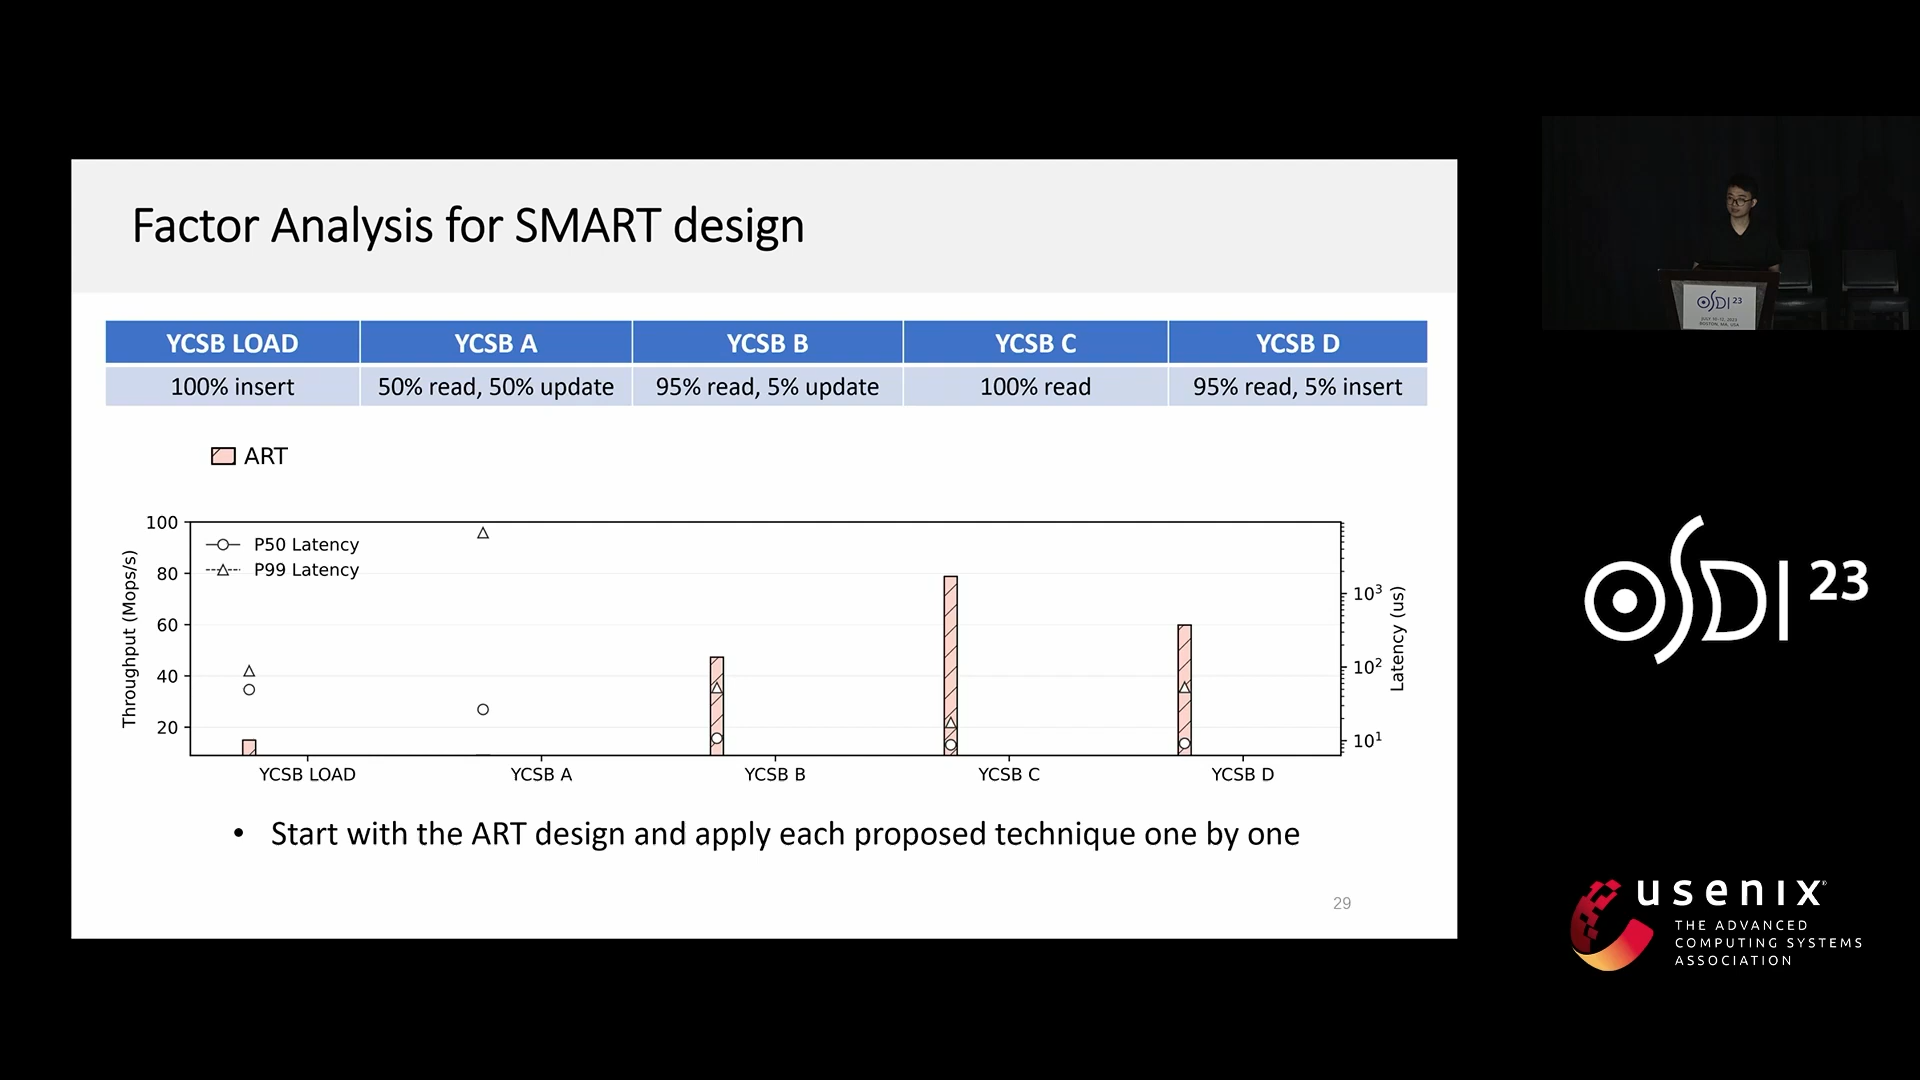 Factor Analysis for SMART design
YCSB LOAD YCSB A YCSB B YCSB C YCSB D
100% insert 50% read, 50% update 95% read, 5% update 100% read 95% read, 5% insert
ART
P50 Latency
P99 Latency
Throughput (Mops/s)
100
80
60
40
20
10³
10²
10¹
Latency (us)
YCSB LOAD YCSB A YCSB B YCSB C YCSB D
• Start with the ART design and apply each proposed technique one by one
29
OSDI 23
OSDI 23
usenix
THE ADVANCED
COMPUTING SYSTEMS
ASSOCIATION